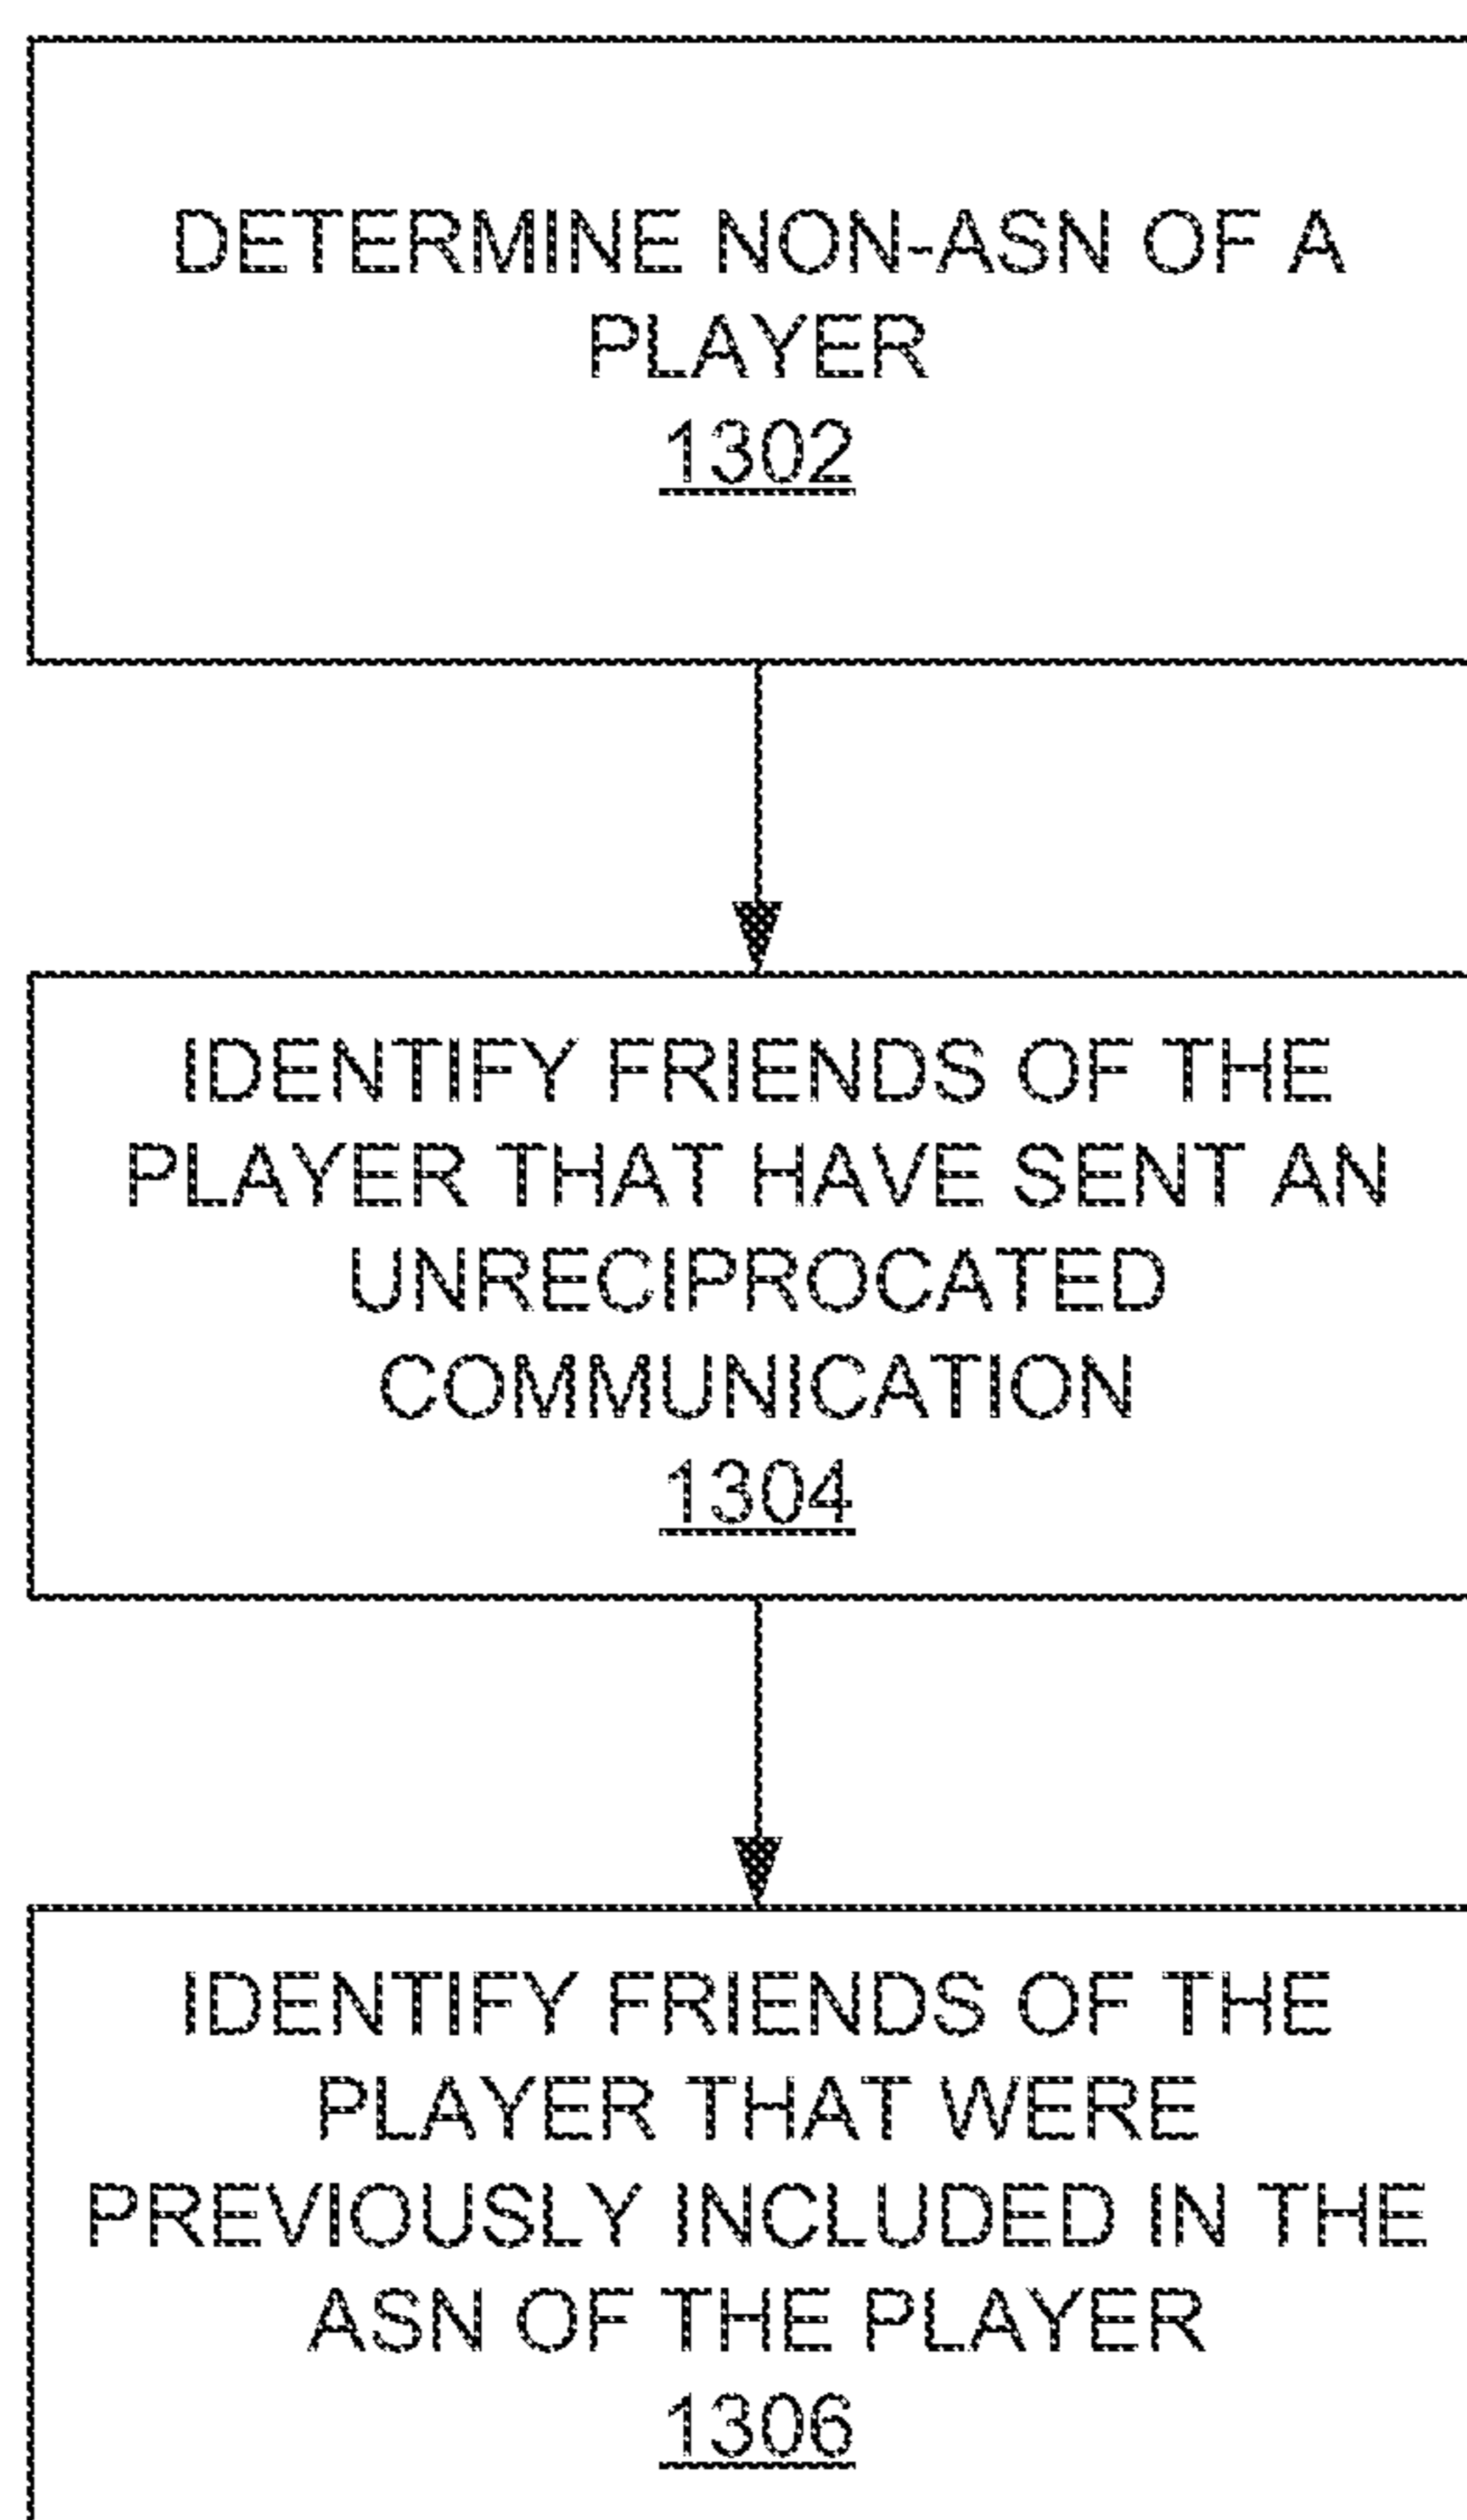 DETERMINE NON-ASN OF A
PLAYER
1302
IDENTIFY FRIENDS OF THE
PLAYER THAT HAVE SENT AN
UNRECIPROCATED
COMMUNICATION
1304
IDENTIFY FRIENDS OF THE
PLAYER THAT WERE
PREVIOUSLY INCLUDED IN THE
ASN OF THE PLAYER
1306